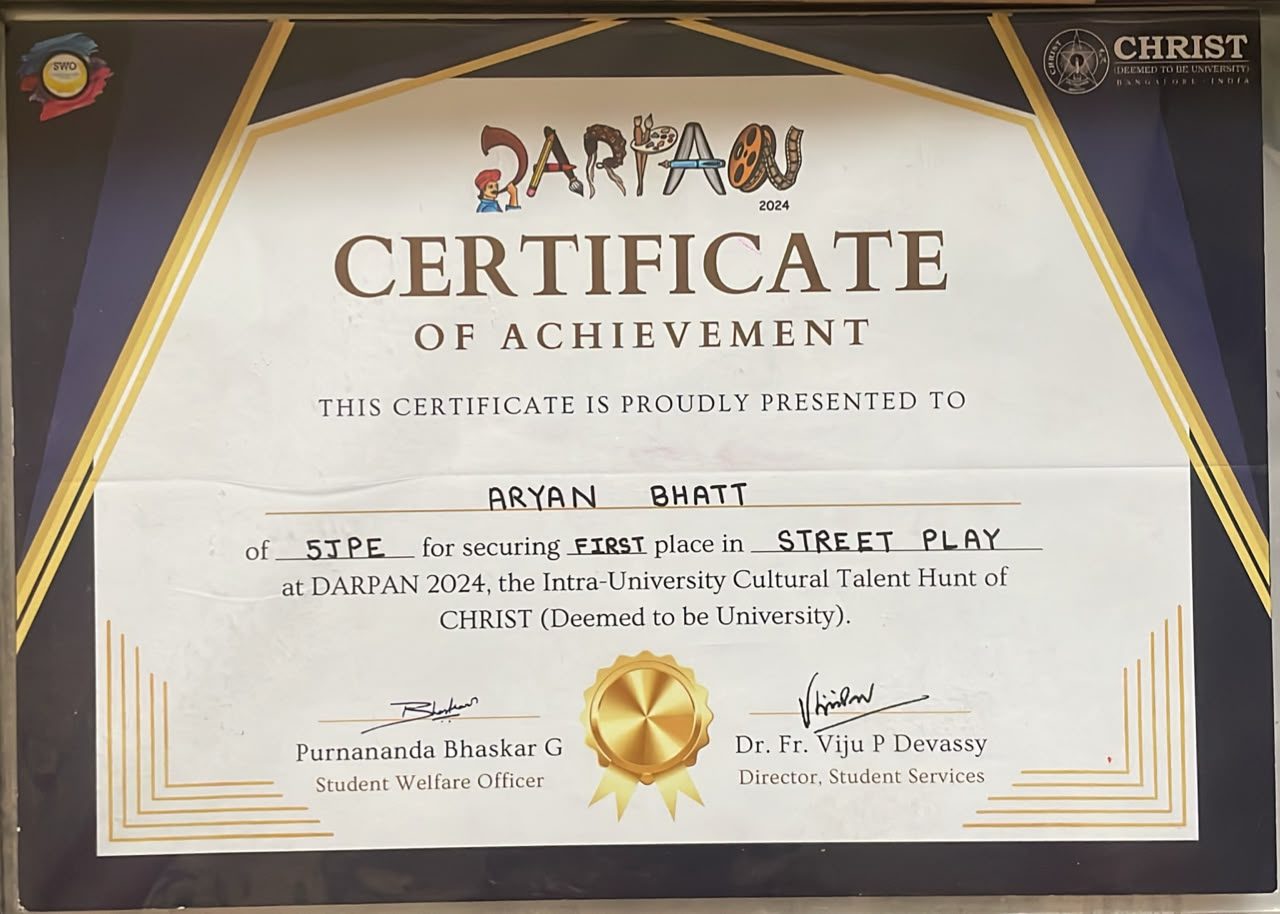 SWO
CHRIST
(DEEMED TO BE UNIVERSITY)
BANGALORE · INDIA
DARPAN
2024
CERTIFICATE
OF ACHIEVEMENT
THIS CERTIFICATE IS PROUDLY PRESENTED TO
ARYAN BHATT
of 5JPE for securing FIRST place in STREET PLAY
at DARPAN 2024, the Intra-University Cultural Talent Hunt of
CHRIST (Deemed to be University).
Bhaskar
Purnananda Bhaskar G
Student Welfare Officer
Dr. Fr. Viju P Devassy
Director, Student Services